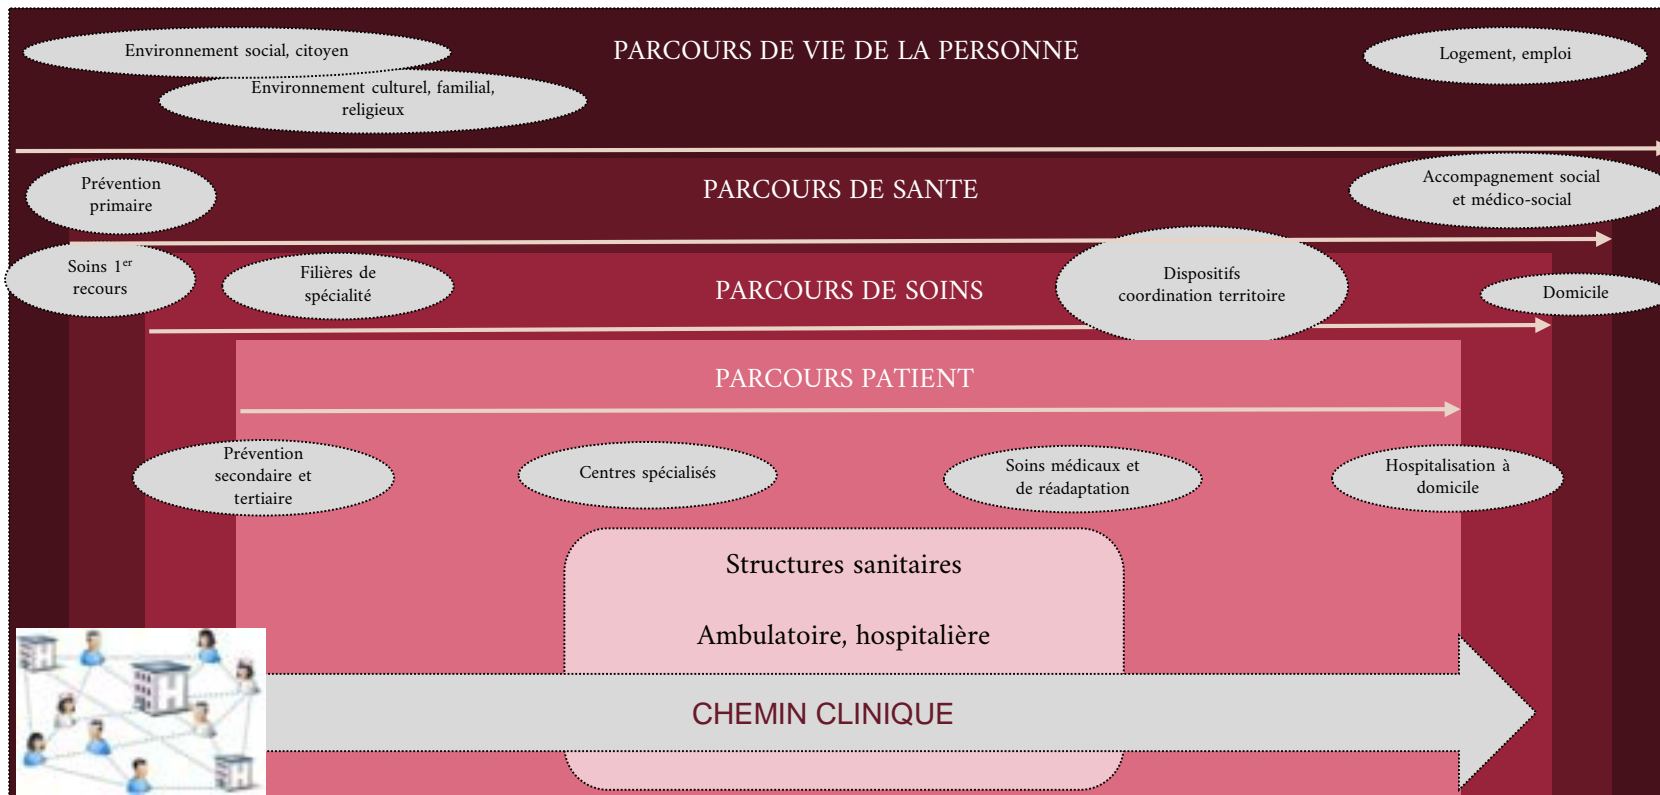 Environnement social, citoyen
PARCOURS DE VIE DE LA PERSONNE
Logement, emploi
Environnement culturel, familial,
religieux
Prévention
primaire
PARCOURS DE SANTE
Accompagnement social
et médico-social
Soins 1er
recours
Filières de
spécialité
PARCOURS DE SOINS
Dispositifs
coordination territoire
Domicile
PARCOURS PATIENT
Prévention
secondaire et
tertiaire
Centres spécialisés
Soins médicaux et
de réadaptation
Hospitalisation à
domicile
Structures sanitaires
Ambulatoire, hospitalière
CHEMIN CLINIQUE